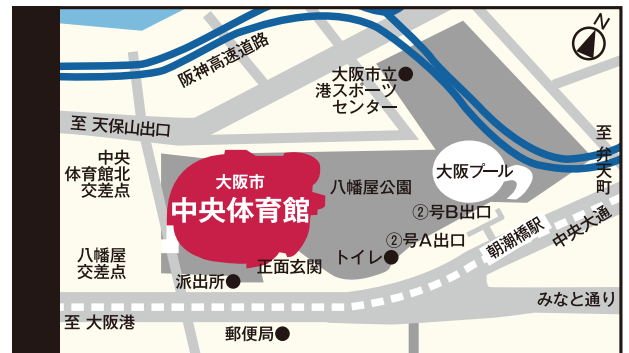 N
阪神高速道路
大阪市立
港スポーツ
センター
至 天保山出口
至 弁天町
中央
体育館北
交差点
大阪市
中央体育館
八幡屋公園
大阪プール
②号B出口
②号A出口
朝潮橋駅
中央大通
八幡屋
交差点
トイレ
正面玄関
派出所
みなと通り
至 大阪港
郵便局